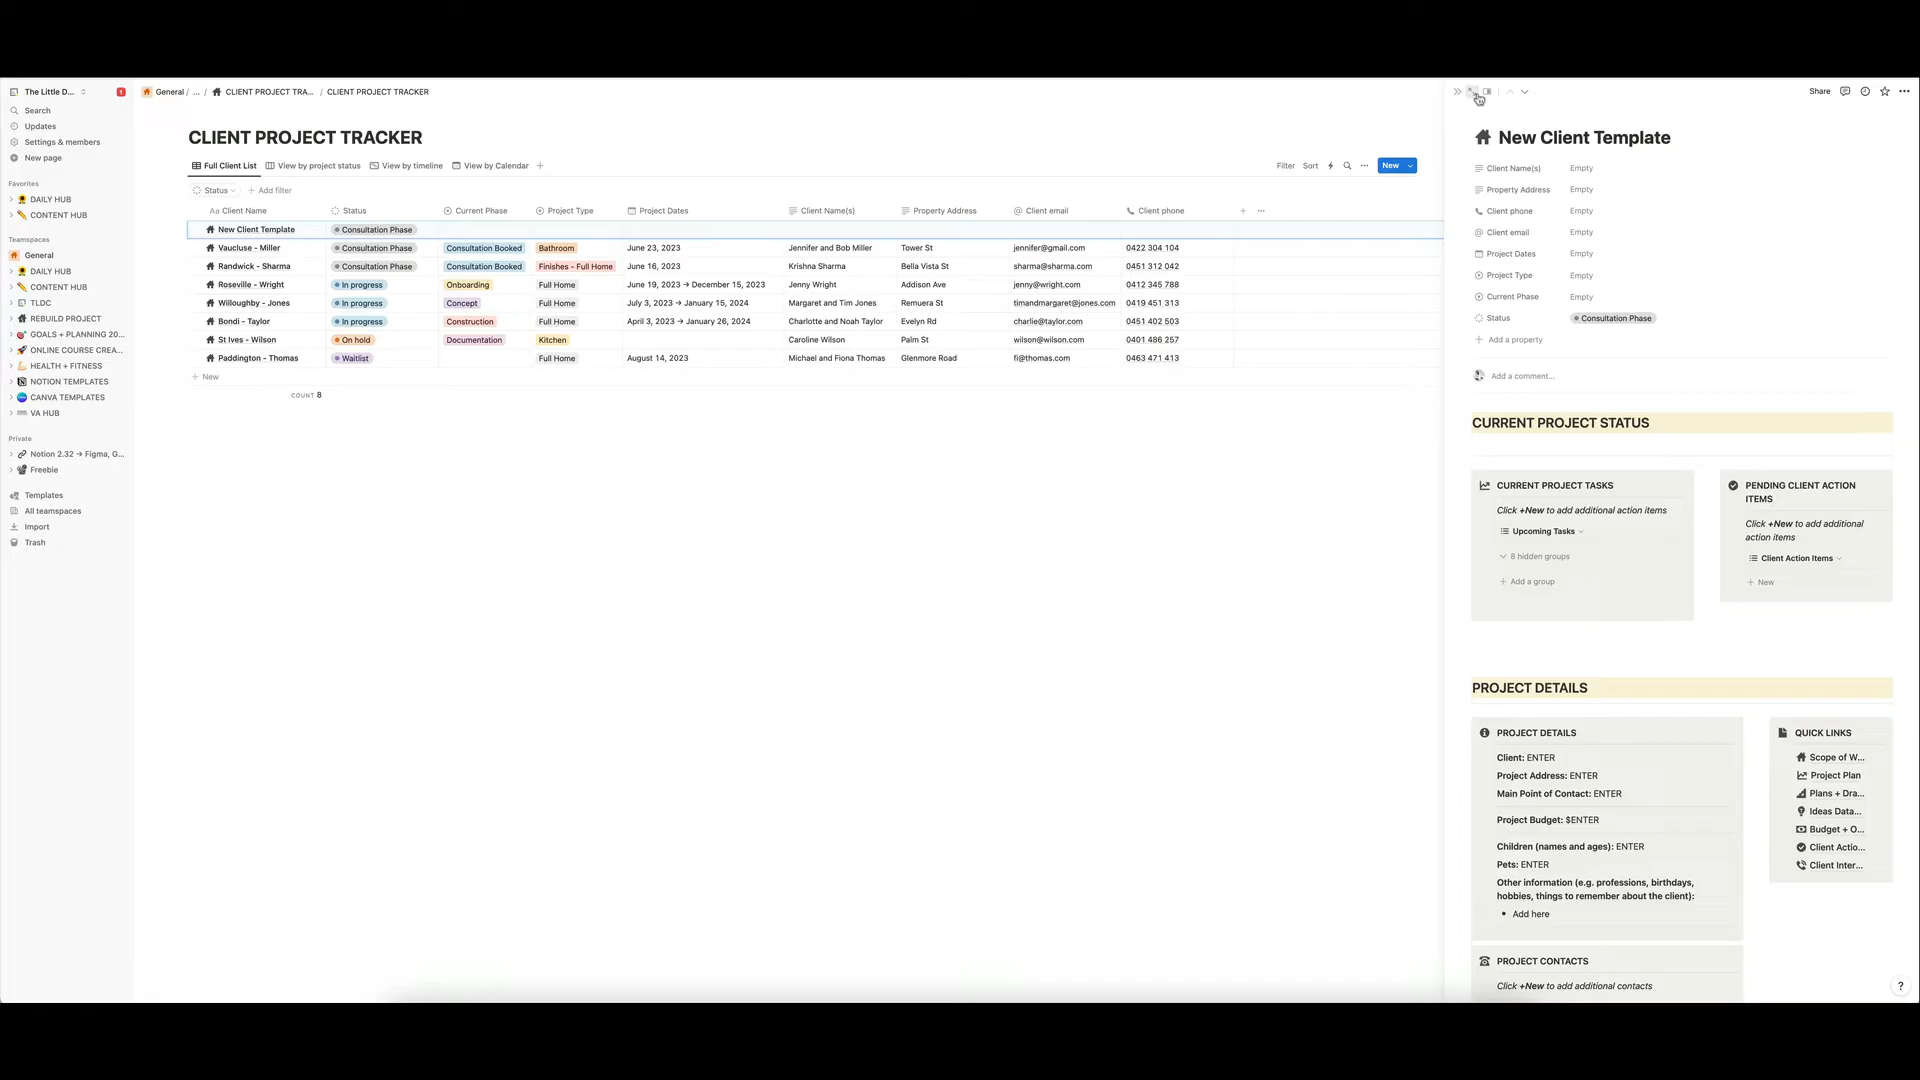 The Little D...
1
Search
Updates
Settings & members
New page
Favorites
DAILY HUB
CONTENT HUB
Teamspaces
General
DAILY HUB
CONTENT HUB
TLDC
REBUILD PROJECT
GOALS + PLANNING 20...
ONLINE COURSE CREA...
HEALTH + FITNESS
NOTION TEMPLATES
CANVA TEMPLATES
VA HUB
Private
Notion 2.32 → Figma, G...
Freebie
Templates
All teamspaces
Import
Trash
General / ... / CLIENT PROJECT TRA... / CLIENT PROJECT TRACKER
CLIENT PROJECT TRACKER
Full Client List View by project status View by timeline View by Calendar +
Filter Sort ... New
Status + Add filter
Aa Client Name Status Current Phase Project Type Project Dates Client Name(s) Property Address Client email Client phone + ...
New Client Template Consultation Phase
Vaucluse - Miller Consultation Phase Consultation Booked Bathroom June 23, 2023 Jennifer and Bob Miller Tower St jennifer@gmail.com 0422 304 104
Randwick - Sharma Consultation Phase Consultation Booked Finishes - Full Home June 16, 2023 Krishna Sharma Bella Vista St sharma@sharma.com 0451 312 042
Roseville - Wright In progress Onboarding Full Home June 19, 2023 → December 15, 2023 Jenny Wright Addison Ave jenny@wright.com 0412 345 788
Willoughby - Jones In progress Concept Full Home July 3, 2023 → January 15, 2024 Margaret and Tim Jones Remuera St timandmargaret@jones.com 0419 451 313
Bondi - Taylor In progress Construction Full Home April 3, 2023 → January 26, 2024 Charlotte and Noah Taylor Evelyn Rd charlie@taylor.com 0451 402 503
St Ives - Wilson On hold Documentation Kitchen Caroline Wilson Palm St wilson@wilson.com 0401 486 257
Paddington - Thomas Waitlist Full Home August 14, 2023 Michael and Fiona Thomas Glenmore Road fi@thomas.com 0463 471 413
+ New
COUNT 8
Share ...
New Client Template
Client Name(s) Empty
Property Address Empty
Client phone Empty
Client email Empty
Project Dates Empty
Project Type Empty
Current Phase Empty
Status Consultation Phase
+ Add a property
Add a comment...
CURRENT PROJECT STATUS
CURRENT PROJECT TASKS
Click +New to add additional action items
Upcoming Tasks
8 hidden groups
+ Add a group
PENDING CLIENT ACTION
ITEMS
Click +New to add additional
action items
Client Action Items
+ New
PROJECT DETAILS
PROJECT DETAILS
Client: ENTER
Project Address: ENTER
Main Point of Contact: ENTER
Project Budget: $ENTER
Children (names and ages): ENTER
Pets: ENTER
Other information (e.g. professions, birthdays,
hobbies, things to remember about the client):
• Add here
QUICK LINKS
Scope of W...
Project Plan
Plans + Dra...
Ideas Data...
Budget + O...
Client Actio...
Client Inter...
PROJECT CONTACTS
Click +New to add additional contacts
?